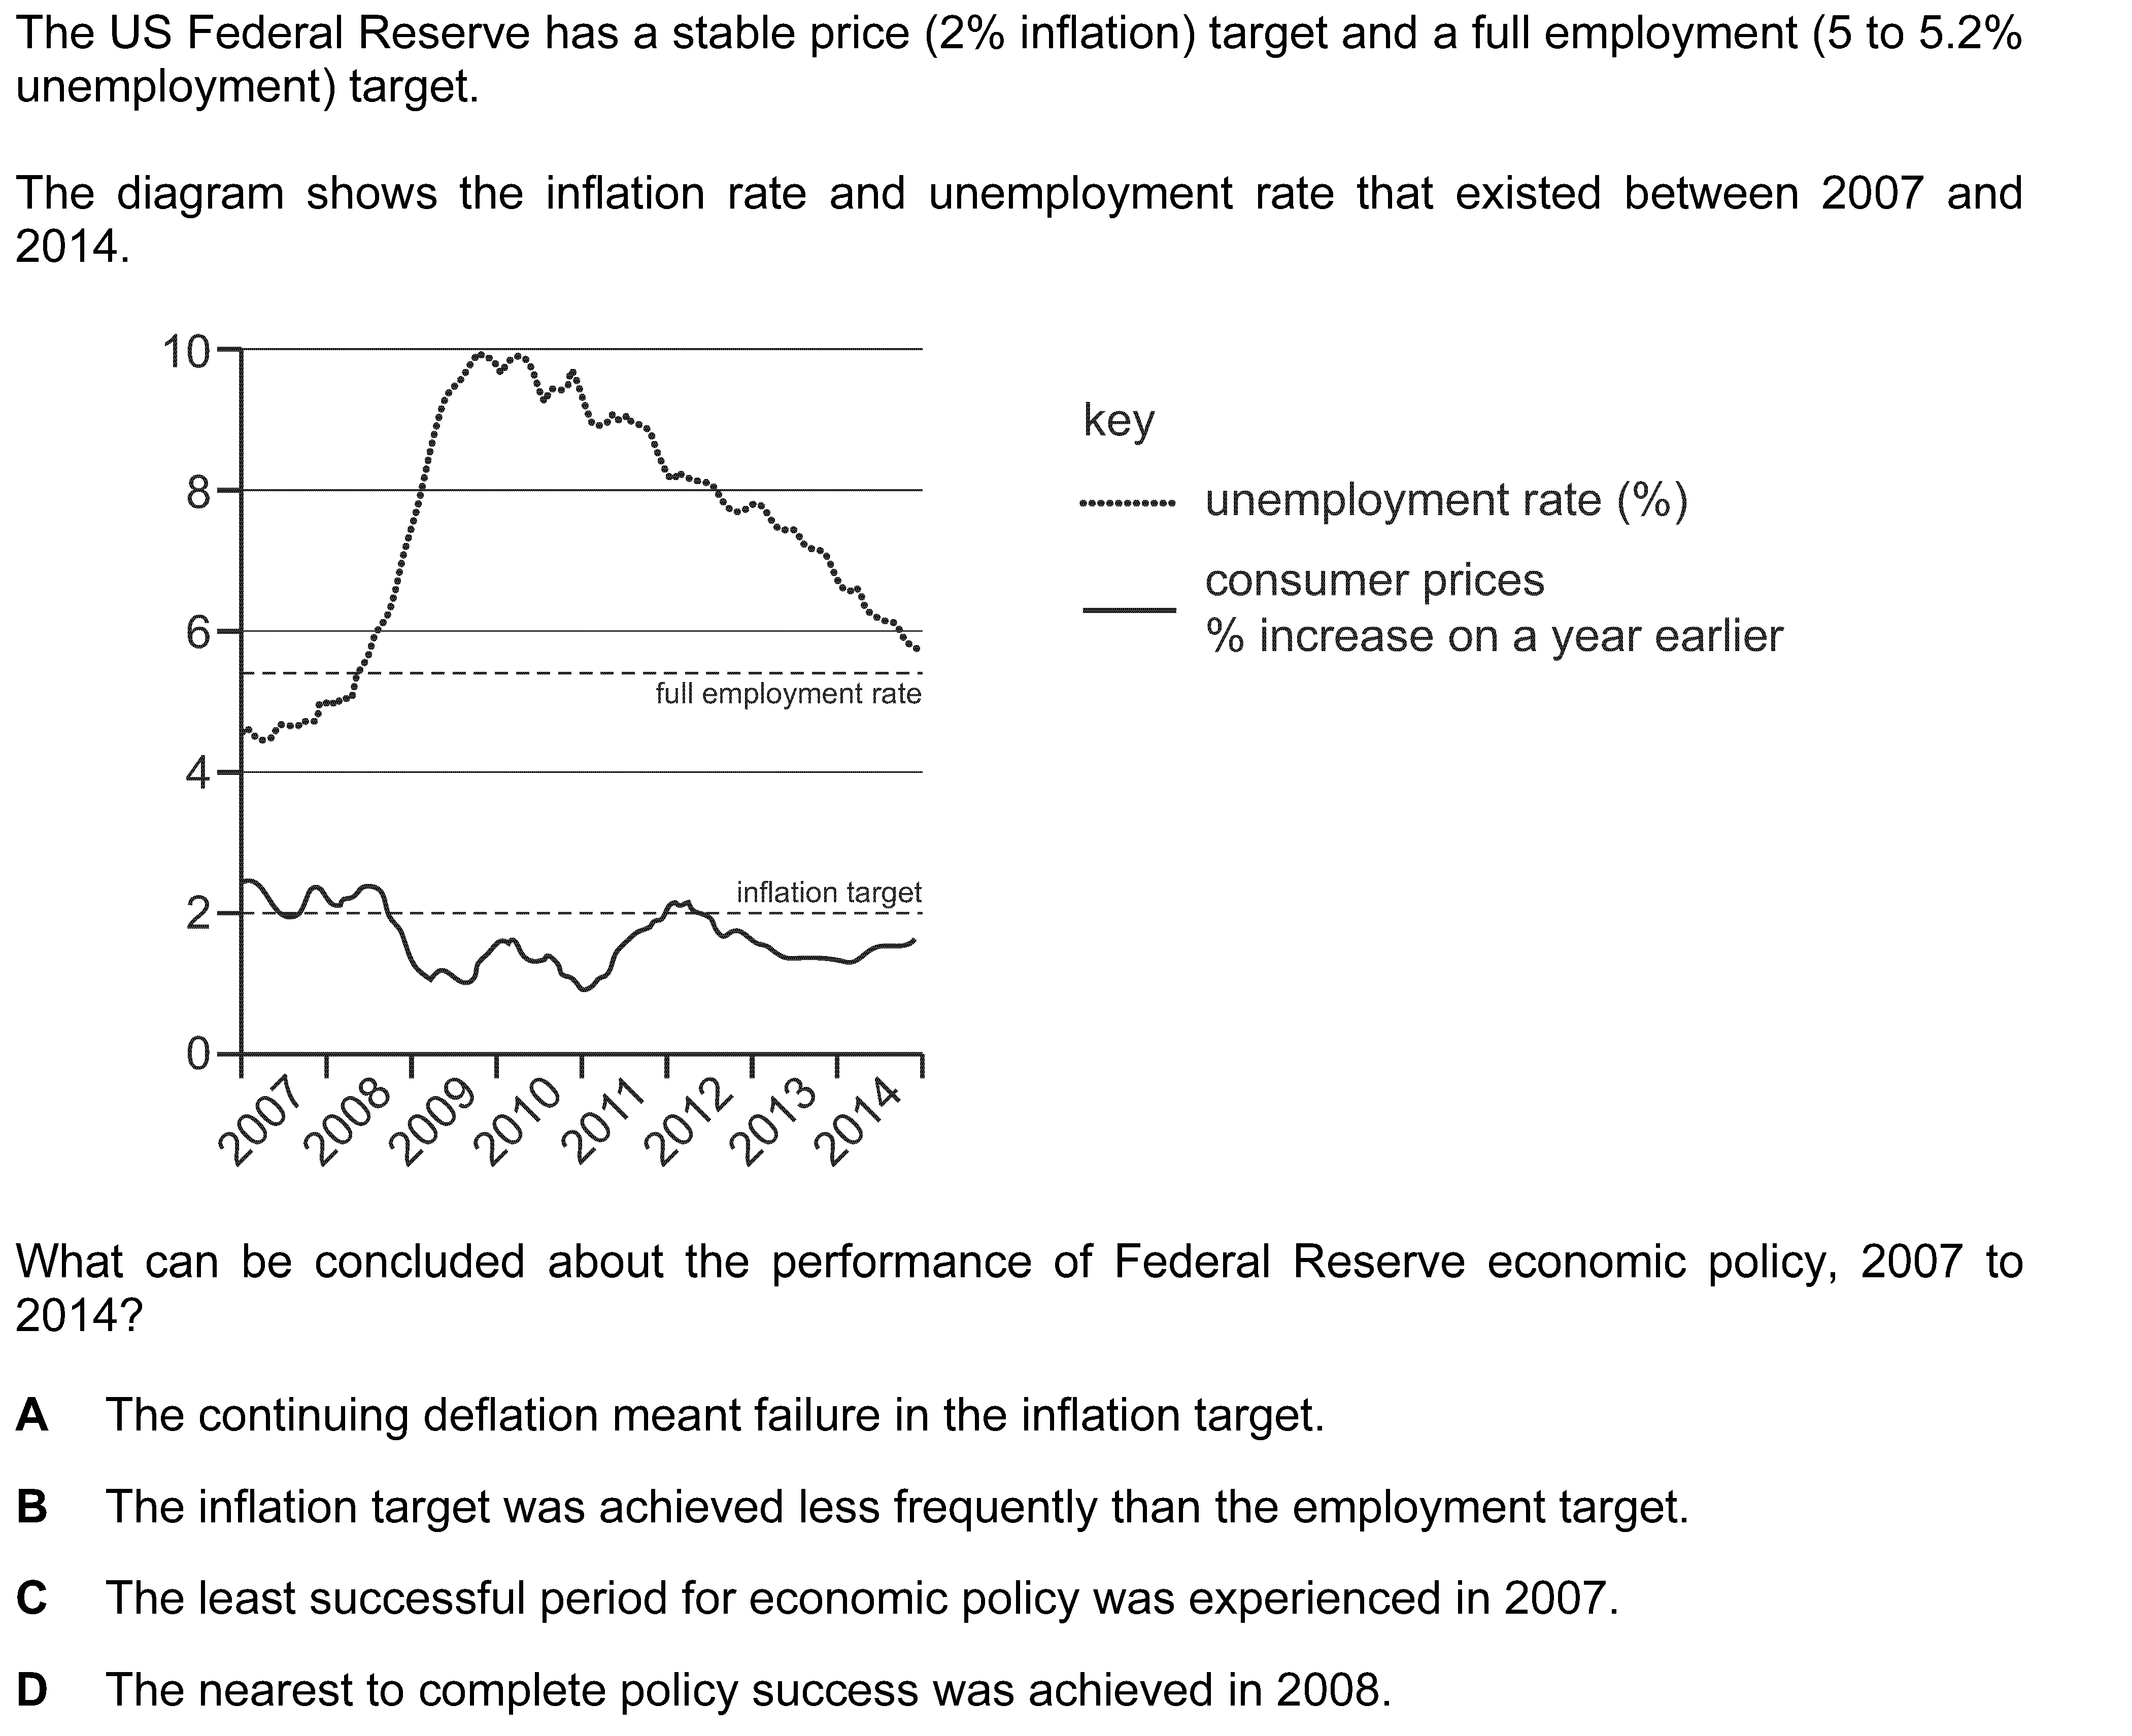 The US Federal Reserve has a stable price (2% inflation) target and a full employment (5 to 5.2%
unemployment) target.
The diagram shows the inflation rate and unemployment rate that existed between 2007 and
2014.
10
8
6
4
2
0
full employment rate
inflation target
2007
2008
2009
2010
2011
2012
2013
2014
key
unemployment rate (%)
consumer prices
% increase on a year earlier
What can be concluded about the performance of Federal Reserve economic policy, 2007 to
2014?
A The continuing deflation meant failure in the inflation target.
B The inflation target was achieved less frequently than the employment target.
C The least successful period for economic policy was experienced in 2007.
D The nearest to complete policy success was achieved in 2008.